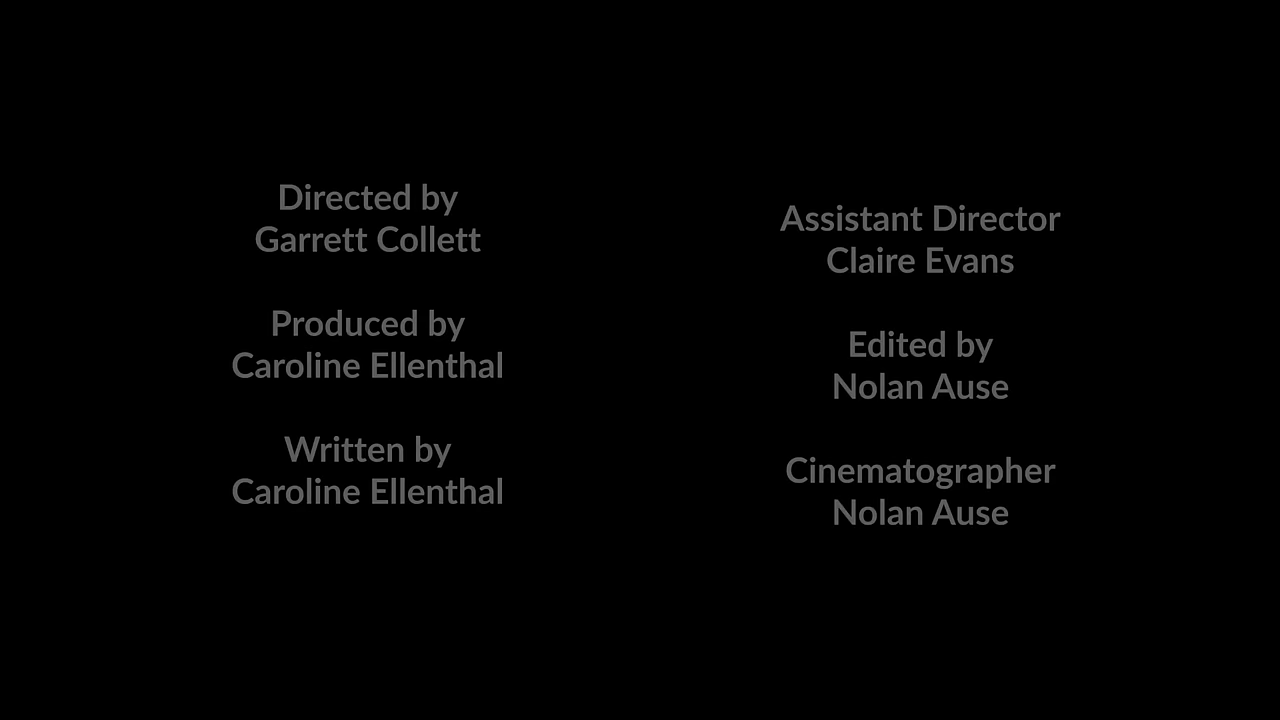 Directed by
Garrett Collett
Produced by
Caroline Ellenthal
Written by
Caroline Ellenthal
Assistant Director
Claire Evans
Edited by
Nolan Ause
Cinematographer
Nolan Ause